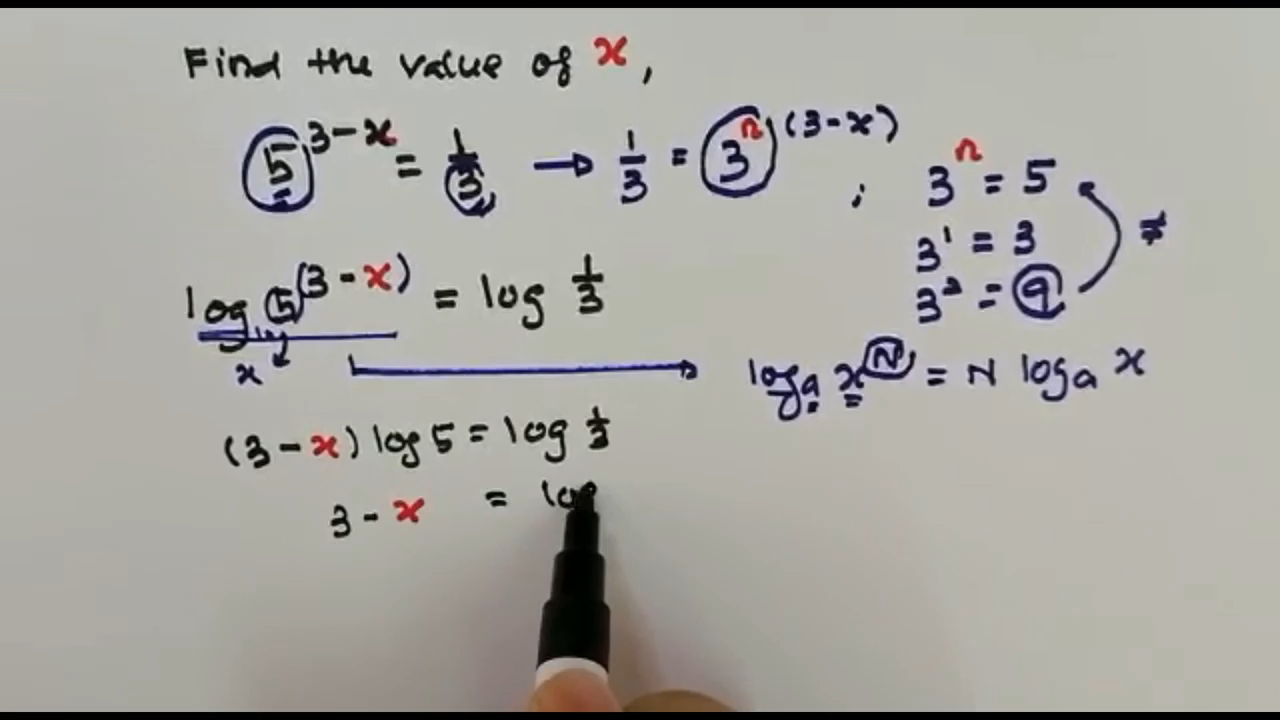 Find the value of x,
5^(3-x) = 1/3 → 1/3 = 3^n^(3-x) ; 3^n = 5
3^1 = 3
3^2 = 9 ≠
log 5^(3-x) = log 1/3
x
log_a x^N = N log_a x
(3-x) log 5 = log 1/3
3-x = log